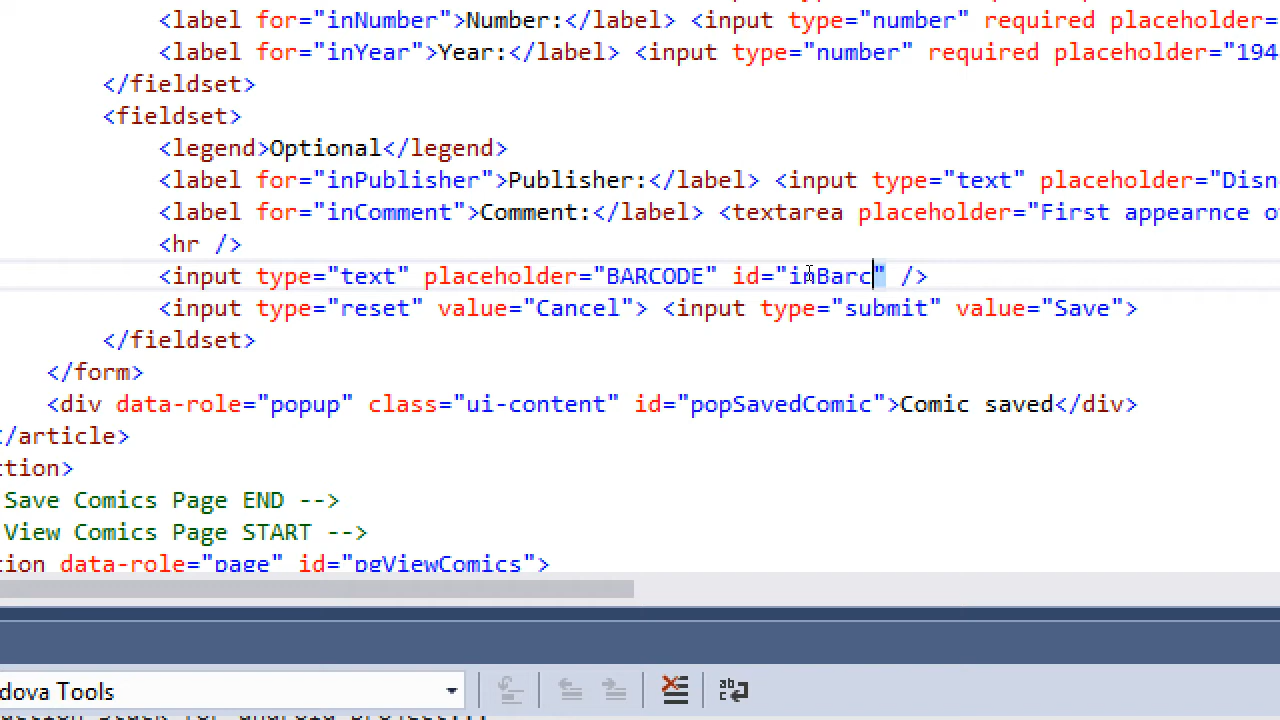 <label for="inNumber">Number:</label> <input type="number" required placeholder=
<label for="inYear">Year:</label> <input type="number" required placeholder="194
</fieldset>
<fieldset>
<legend>Optional</legend>
<label for="inPublisher">Publisher:</label> <input type="text" placeholder="Disn
<label for="inComment">Comment:</label> <textarea placeholder="First appearnce o
<hr />
<input type="text" placeholder="BARCODE" id="inBarc" />
<input type="reset" value="Cancel"> <input type="submit" value="Save">
</fieldset>
</form>
<div data-role="popup" class="ui-content" id="popSavedComic">Comic saved</div>
/article>
ction>
Save Comics Page END -->
View Comics Page START -->
ction data-role="page" id="pgViewComics">
dova Tools